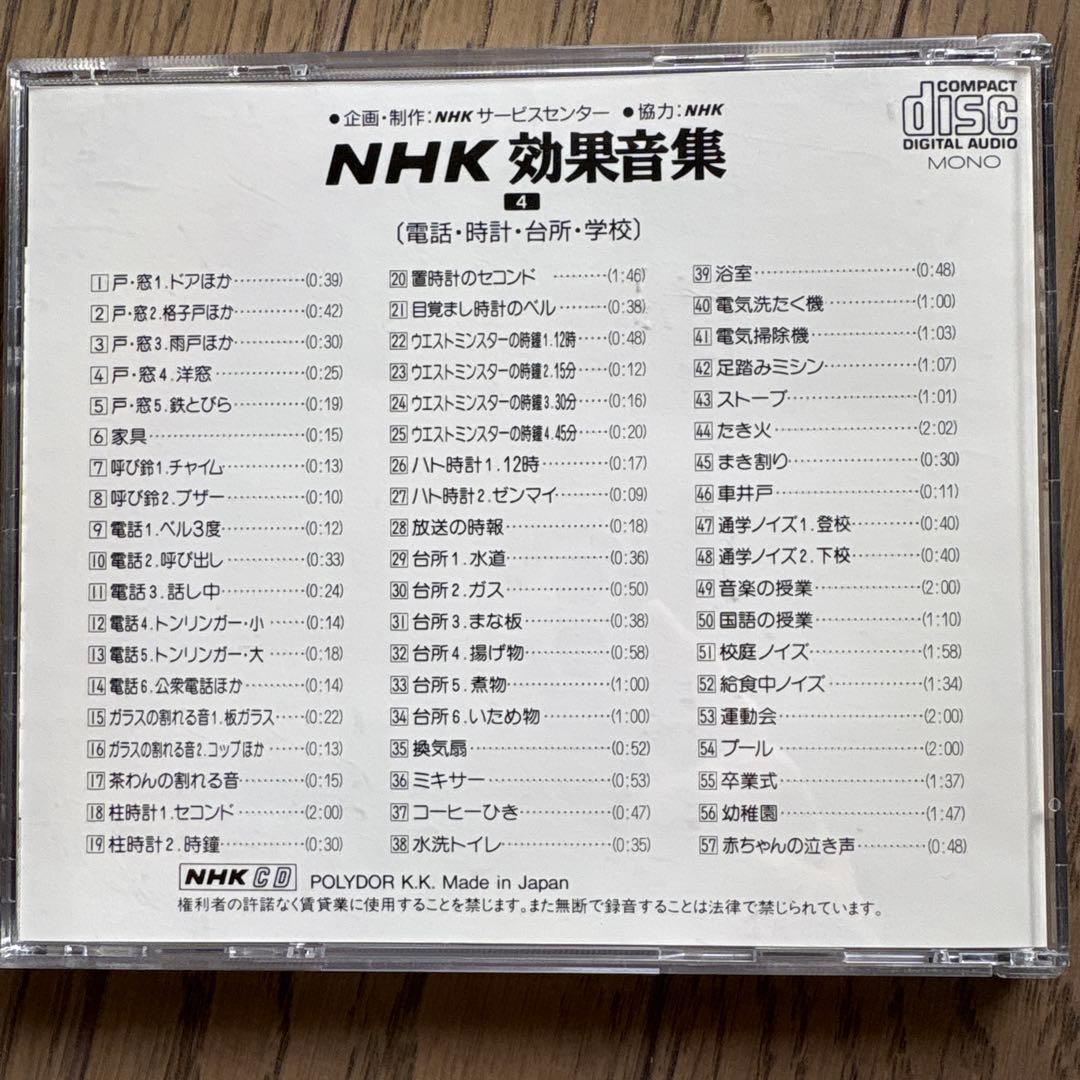 ●企画・制作：NHK サービスセンター ●協力：NHK
COMPACT
disc
DIGITAL AUDIO
MONO
NHK 効果音集
4
〔電話・時計・台所・学校〕
1 戸・窓1.ドアほか…………(0:39)
2 戸・窓2.格子戸ほか…………(0:42)
3 戸・窓3.雨戸ほか…………(0:30)
4 戸・窓4.洋窓…………(0:25)
5 戸・窓5.鉄とびら…………(0:19)
6 家具…………(0:15)
7 呼び鈴1.チャイム…………(0:13)
8 呼び鈴2.ブザー…………(0:10)
9 電話1.ベル3度…………(0:12)
10 電話2.呼び出し…………(0:33)
11 電話3.話し中…………(0:24)
12 電話4.トンリンガー・小……(0:14)
13 電話5.トンリンガー・大……(0:18)
14 電話6.公衆電話ほか…………(0:14)
15 ガラスの割れる音1.板ガラス……(0:22)
16 ガラスの割れる音2.コップほか……(0:13)
17 茶わんの割れる音…………(0:15)
18 柱時計1.セコンド…………(2:00)
19 柱時計2.時鐘…………(0:30)
20 置時計のセコンド…………(1:46)
21 目覚まし時計のベル…………(0:38)
22 ウエストミンスターの時鐘1.12時……(0:48)
23 ウエストミンスターの時鐘2.15分……(0:12)
24 ウエストミンスターの時鐘3.30分……(0:16)
25 ウエストミンスターの時鐘4.45分……(0:20)
26 ハト時計1.12時…………(0:17)
27 ハト時計2.ゼンマイ…………(0:09)
28 放送の時報…………(0:18)
29 台所1.水道…………(0:36)
30 台所2.ガス…………(0:50)
31 台所3.まな板…………(0:38)
32 台所4.揚げ物…………(0:58)
33 台所5.煮物…………(1:00)
34 台所6.いため物…………(1:00)
35 換気扇…………(0:52)
36 ミキサー…………(0:53)
37 コーヒーひき…………(0:47)
38 水洗トイレ…………(0:35)
39 浴室…………(0:48)
40 電気洗たく機…………(1:00)
41 電気掃除機…………(1:03)
42 足踏みミシン…………(1:07)
43 ストーブ…………(1:01)
44 たき火…………(2:02)
45 まき割り…………(0:30)
46 車井戸…………(0:11)
47 通学ノイズ1.登校…………(0:40)
48 通学ノイズ2.下校…………(0:40)
49 音楽の授業…………(2:00)
50 国語の授業…………(1:10)
51 校庭ノイズ…………(1:58)
52 給食中ノイズ…………(1:34)
53 運動会…………(2:00)
54 プール…………(2:00)
55 卒業式…………(1:37)
56 幼稚園…………(1:47)
57 赤ちゃんの泣き声…………(0:48)
NHK CD POLYDOR K.K. Made in Japan
権利者の許諾なく賃貸業に使用することを禁じます。また無断で録音することは法律で禁じられています。